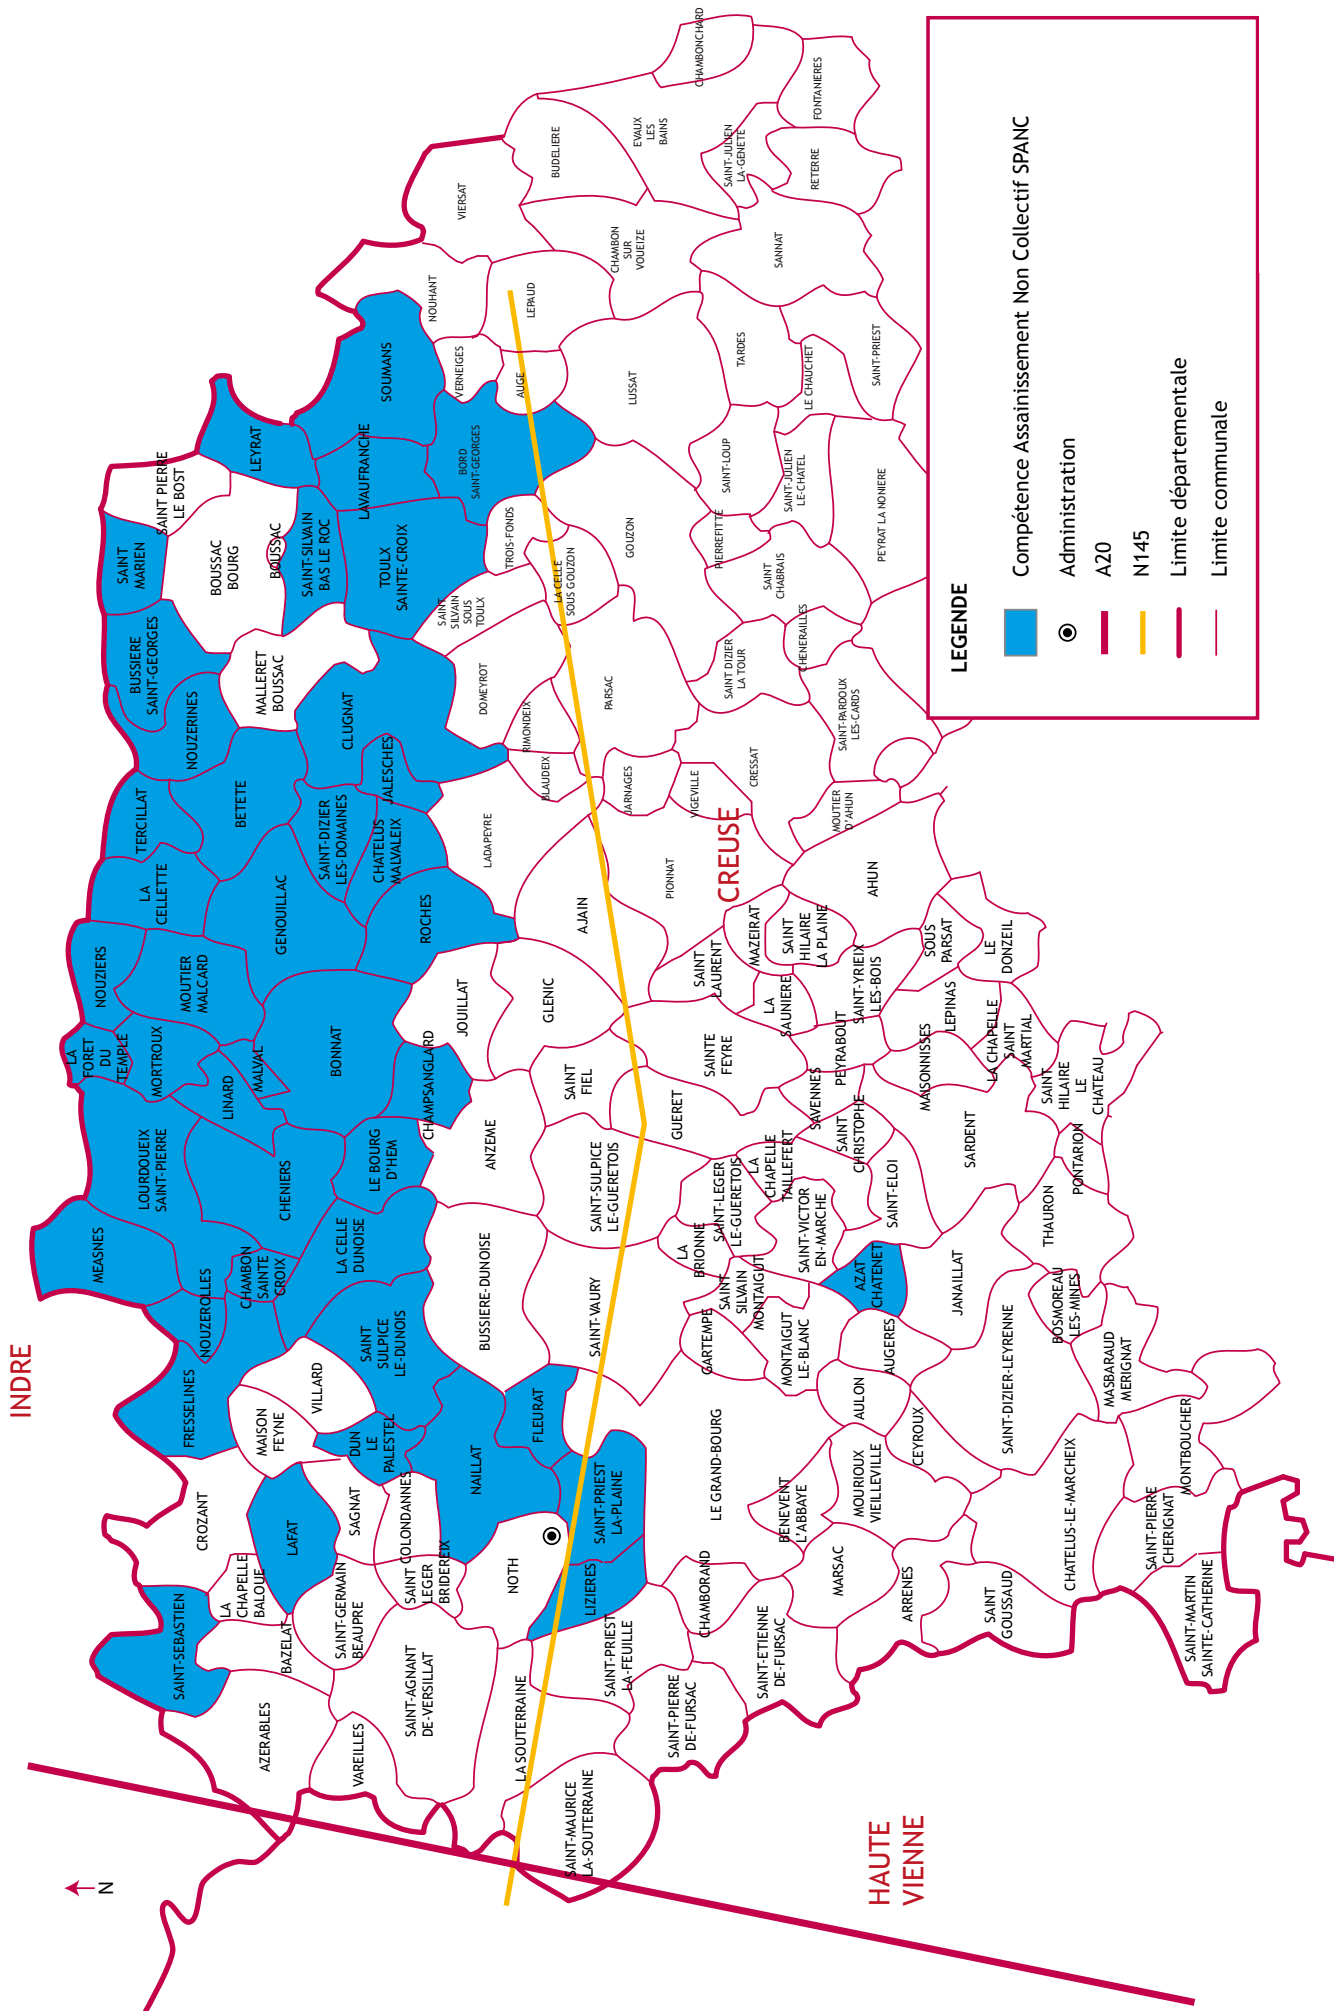 INDRE
MEASNES
LOURDOUEIX
SAINT-PIERRE
LA
FORET
DU
TEMPLE
NOUZIERS
MORTROUX
MOUTIER
MALCARD
LA
CELLETTE
TERCILLAT
NOUZERINES
BUSSIERE
SAINT-GEORGES
SAINT
MARIEN
SAINT PIERRE
LE BOST
SAINT-SEBASTIEN
CROZANT
FRESSELINES
NOUZEROLLES
CHAMBON
SAINTE
CROIX
CHENIERS
LINARD
MALVAL
GENOUILLAC
BETETE
MALLERET
BOUSSAC
BOUSSAC
BOURG
BOUSSAC
LEYRAT
AZERABLES
BAZELAT
LA
CHAPELLE
BALOUE
LAFAT
MAISON
FEYNE
VILLARD
LA CELLE
DUNOISE
LE BOURG
D'HEM
BONNAT
SAINT-DIZIER
LES-DOMAINES
CHATELUS
MALVALEIX
JALESCHES
CLUGNAT
SAINT-SILVAIN
BAS LE ROC
TOULX
SAINTE-CROIX
LAVAUFRANCHE
SOUMANS
NOUHANT
VIERSAT
VAREILLES
SAINT-GERMAIN
BEAUPRE
SAGNAT
DUN
LE
PALESTEL
SAINT
SULPICE
LE-DUNOIS
CHAMPSANGLARD
ROCHES
SAINT-AGNANT
DE-VERSILLAT
SAINT
LEGER
BRIDEREIX
COLONDANNES
NAILLAT
BUSSIERE-DUNOISE
ANZEME
JOUILLAT
LADAPEYRE
DOMEYROT
SAINT
SILVAIN
SOUS
TOULX
BORD
SAINT-GEORGES
VERNEIGES
LA SOUTERRAINE
NOTH
FLEURAT
GLENIC
BLAUDEIX
RIMONDEIX
TROIS-FONDS
AUGE
LEPAUD
BUDELIERE
SAINT-MAURICE
LA-SOUTERRAINE
SAINT-PRIEST
LA-FEUILLE
LIZIERES
SAINT-PRIEST
LA-PLAINE
SAINT-VAURY
SAINT-SULPICE
LE-GUERETOIS
SAINT
FIEL
AJAIN
JARNAGES
PARSAC
LA CELLE
SOUS GOUZON
GOUZON
LUSSAT
CHAMBON
SUR
VOUEIZE
EVAUX
LES
BAINS
CHAMBONCHARD
SAINT-PIERRE
DE-FURSAC
CHAMBORAND
LE GRAND-BOURG
GARTEMPE
LA
BRIONNE
SAINT-LEGER
LE-GUERETOIS
GUERET
SAINTE
FEYRE
SAINT
LAURENT
PIONNAT
VIGEVILLE
CREUSE
CRESSAT
SAINT DIZIER
LA TOUR
PIERREFITTE
SAINT-LOUP
TARDES
SANNAT
SAINT-JULIEN
LA-GENETE
FONTANIERES
RETERRE
SAINT-ETIENNE
DE-FURSAC
BENEVENT
L'ABBAYE
MONTAIGUT
LE-BLANC
SAINT
SILVAIN
MONTAIGUT
SAINT-VICTOR
EN-MARCHE
LA
CHAPELLE
TAILLEFERT
SAVENNES
LA
SAUNIERE
MAZEIRAT
SAINT
HILAIRE
LA PLAINE
MOUTIER
D'AHUN
SAINT-PARDOUX
LES-CARDS
CHENERAILLES
SAINT
CHABRAIS
SAINT-JULIEN
LE-CHATEL
LE CHAUCHET
SAINT-PRIEST
PEYRAT LA NONIERE
MARSAC
MOURIOUX
VIEILLEVILLE
AULON
AUGERES
AZAT
CHATENET
SAINT-ELOI
SAINT
CHRISTOPHE
PEYRABOUT
SAINT-YRIEIX
LES-BOIS
AHUN
ARRENES
CEYROUX
JANAILLAT
SARDENT
MAISONNISSES
LEPINAS
SOUS
PARSAT
LE
DONZEIL
SAINT
GOUSSAUD
SAINT-DIZIER-LEYRENNE
LA CHAPELLE
SAINT
MARTIAL
CHATELUS-LE-MARCHEIX
BOSMOREAU
LES-MINES
THAURON
PONTARION
SAINT
HILAIRE
LE
CHATEAU
MASBARAUD
MERIGNAT
SAINT-PIERRE
CHERIGNAT
MONTBOUCHER
SAINT-MARTIN
SAINTE-CATHERINE
HAUTE
VIENNE
N
LEGENDE
Compétence Assainissement Non Collectif SPANC
Administration
A20
N145
Limite départementale
Limite communale